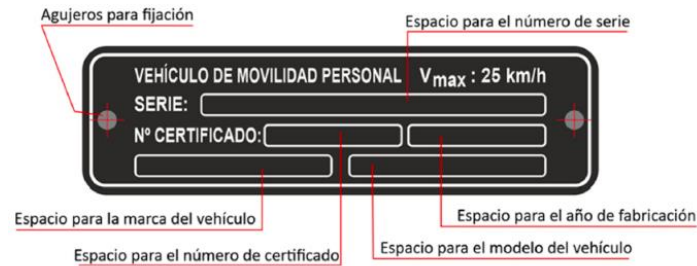 Agujeros para fijación
Espacio para el número de serie
VEHÍCULO DE MOVILIDAD PERSONAL Vmax : 25 km/h
SERIE:
Nº CERTIFICADO:
Espacio para la marca del vehículo
Espacio para el año de fabricación
Espacio para el número de certificado
Espacio para el modelo del vehículo